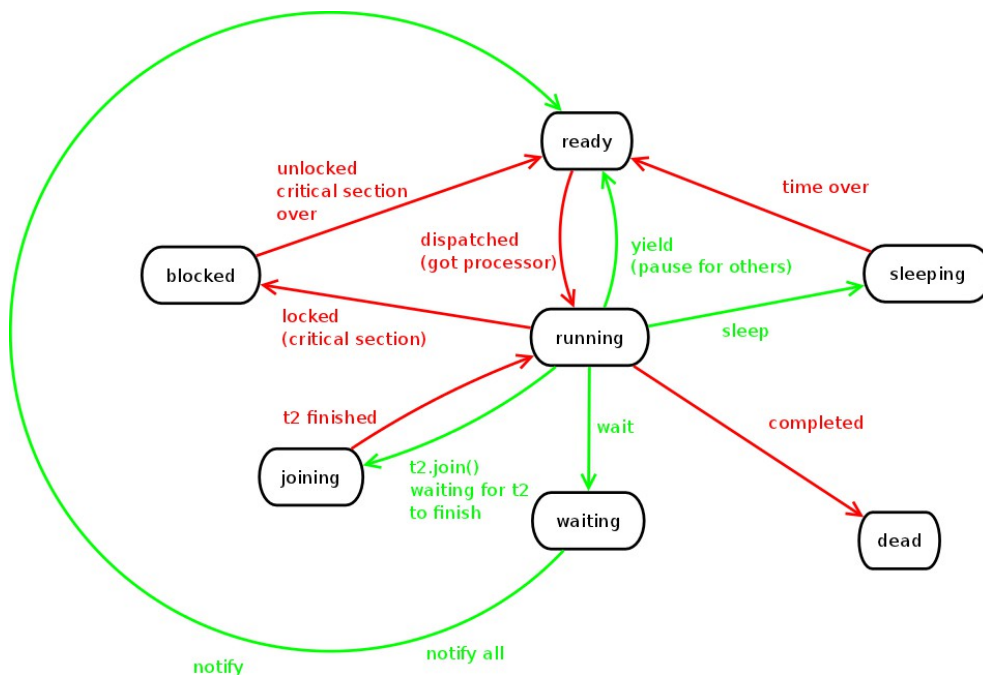 ready
unlocked
critical section
over
time over
dispatched
(got processor)
yield
(pause for others)
blocked
sleeping
locked
(critical section)
running
sleep
t2 finished
wait
completed
joining
t2.join()
waiting for t2
to finish
waiting
dead
notify
notify all